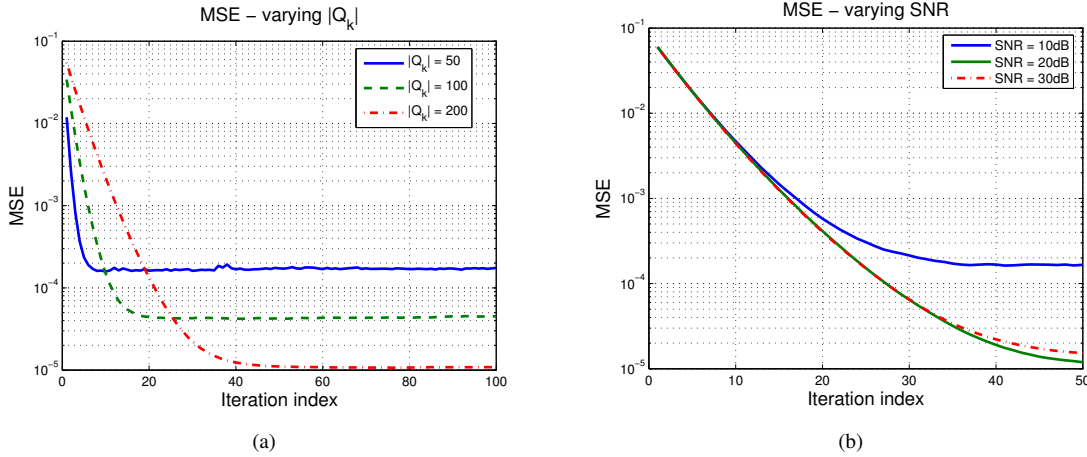 MSE – varying |Q_k|
10^{-1}
10^{-2}
10^{-3}
10^{-4}
10^{-5}
MSE
|Q_k| = 50
|Q_k| = 100
|Q_k| = 200
0 20 40 60 80 100
Iteration index
(a)
MSE – varying SNR
10^{-1}
10^{-2}
10^{-3}
10^{-4}
10^{-5}
MSE
SNR = 10dB
SNR = 20dB
SNR = 30dB
0 10 20 30 40 50
Iteration index
(b)